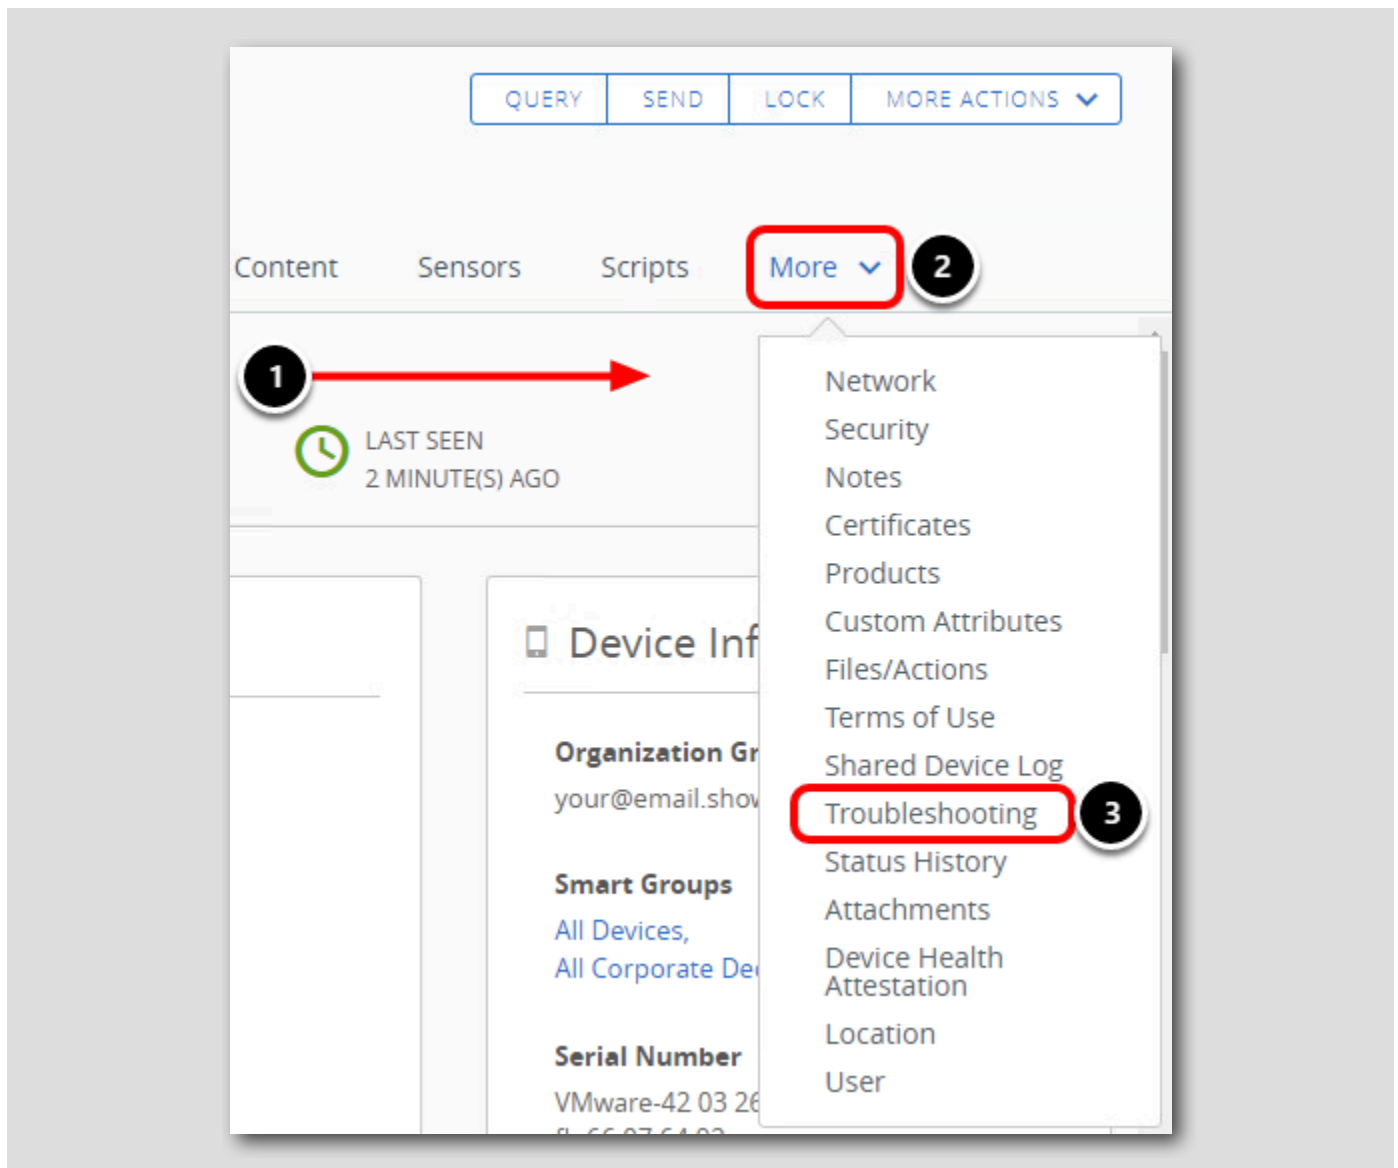 QUERY SEND LOCK MORE ACTIONS
Content Sensors Scripts More 2
1
LAST SEEN
2 MINUTE(S) AGO
Network
Security
Notes
Certificates
Products
Custom Attributes
Files/Actions
Terms of Use
Shared Device Log
Troubleshooting 3
Status History
Attachments
Device Health
Attestation
Location
User
Device Inf
Organization Gr
your@email.show
Smart Groups
All Devices,
All Corporate De
Serial Number
VMware-42 03 26